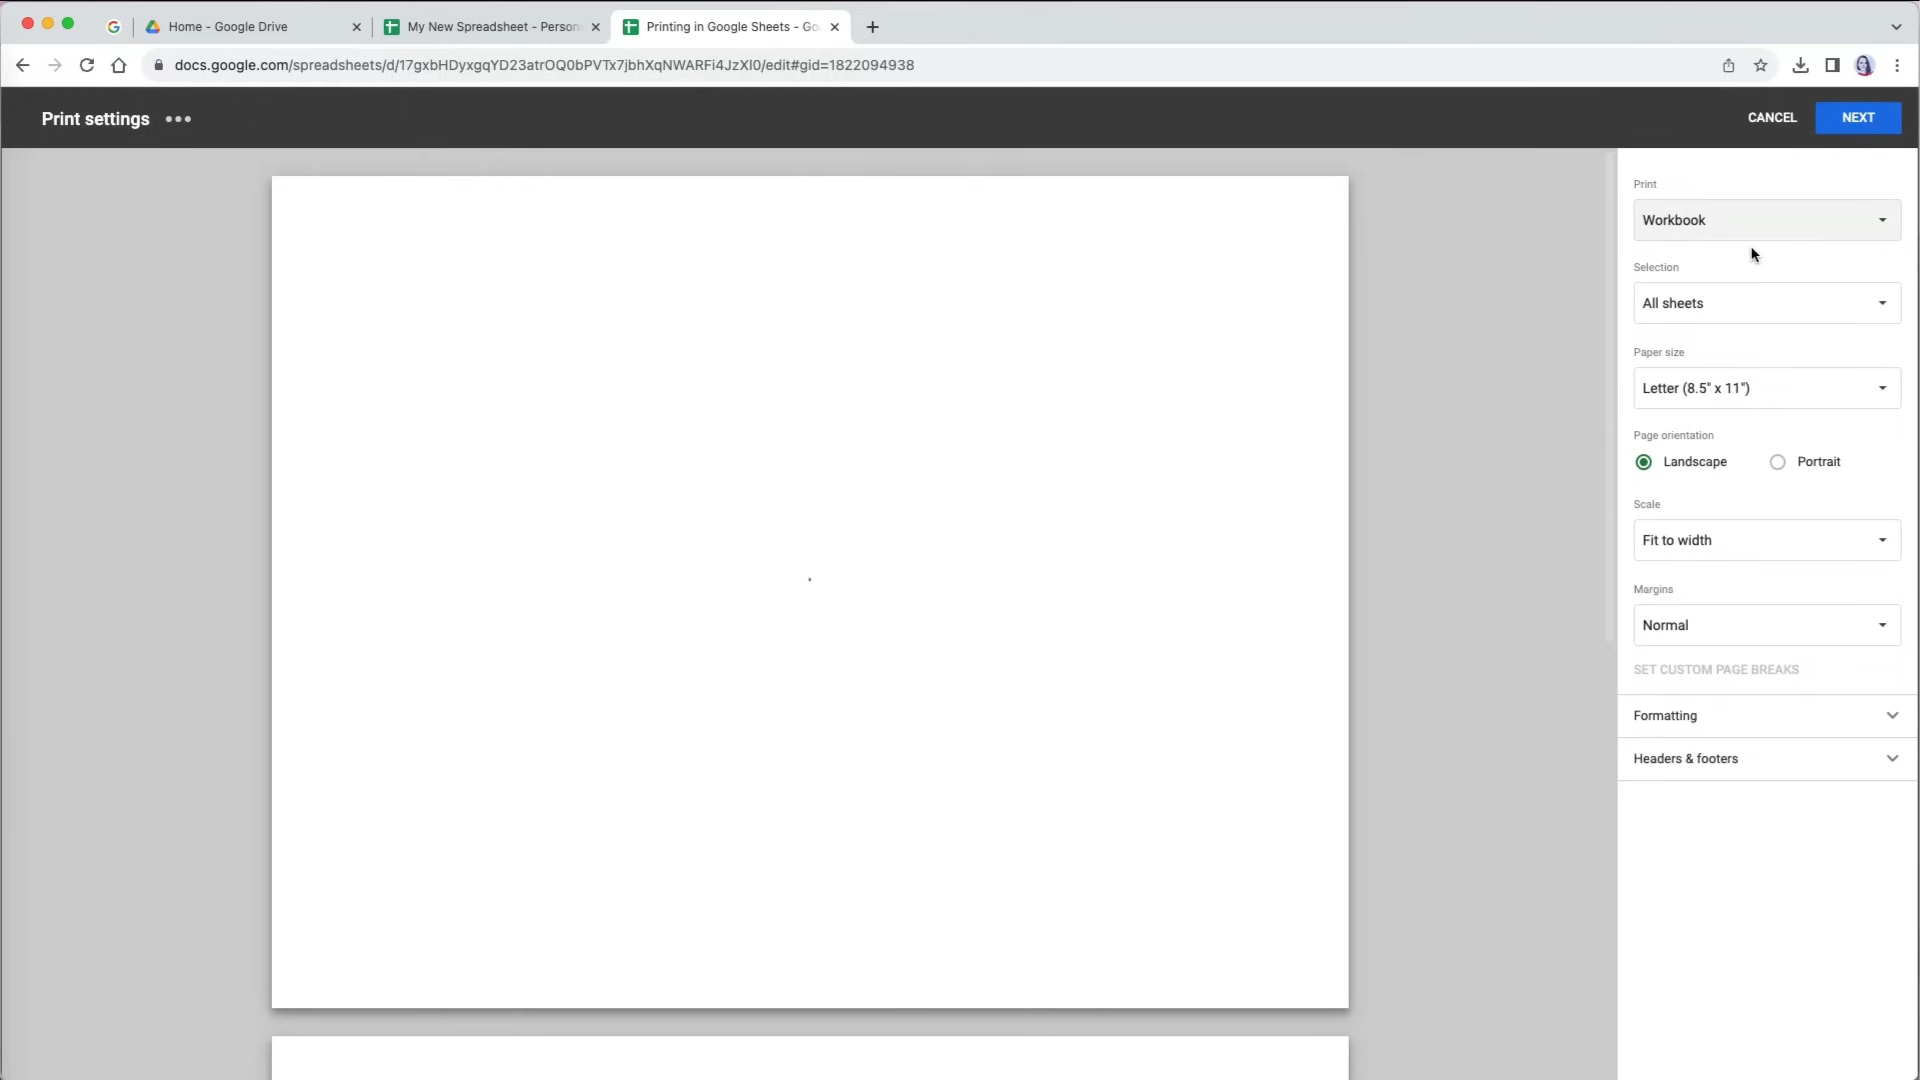 Home - Google Drive
My New Spreadsheet - Person
Printing in Google Sheets - Go
docs.google.com/spreadsheets/d/17gxbHDyxgqYD23atrOQ0bPVTx7jbhXqNWARFi4JzXl0/edit#gid=1822094938
Print settings
CANCEL
NEXT
Print
Workbook
Selection
All sheets
Paper size
Letter (8.5" x 11")
Page orientation
Landscape
Portrait
Scale
Fit to width
Margins
Normal
SET CUSTOM PAGE BREAKS
Formatting
Headers & footers